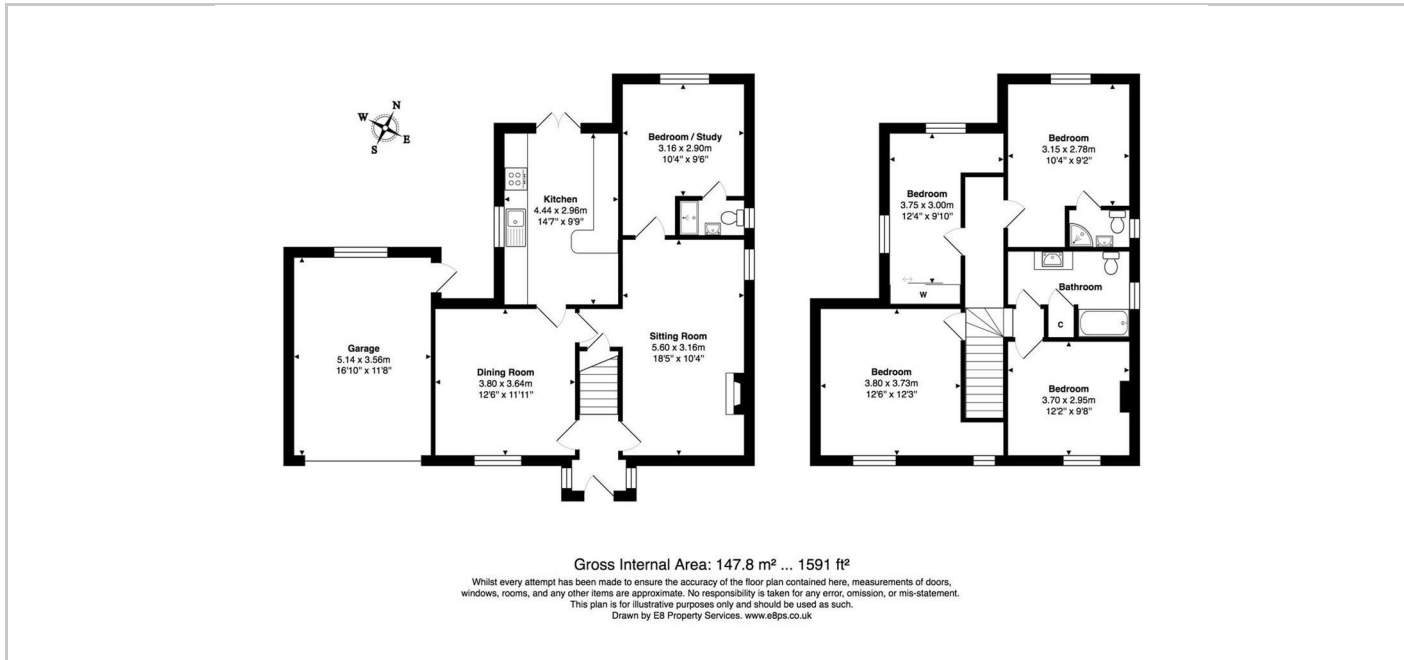 N
W
E
S
Bedroom / Study
3.16 x 2.90m
10'4" x 9'6"
Kitchen
4.44 x 2.96m
14'7" x 9'9"
Garage
5.14 x 3.56m
16'10" x 11'8"
Dining Room
3.80 x 3.64m
12'6" x 11'11"
Sitting Room
5.60 x 3.16m
18'5" x 10'4"
Bedroom
3.15 x 2.78m
10'4" x 9'2"
Bedroom
3.75 x 3.00m
12'4" x 9'10"
W
Bathroom
C
Bedroom
3.80 x 3.73m
12'6" x 12'3"
Bedroom
3.70 x 2.95m
12'2" x 9'8"
Gross Internal Area: 147.8 m² ... 1591 ft²
Whilst every attempt has been made to ensure the accuracy of the floor plan contained here, measurements of doors,
windows, rooms, and any other items are approximate. No responsibility is taken for any error, omission, or mis-statement.
This plan is for illustrative purposes only and should be used as such.
Drawn by E8 Property Services. www.e8ps.co.uk